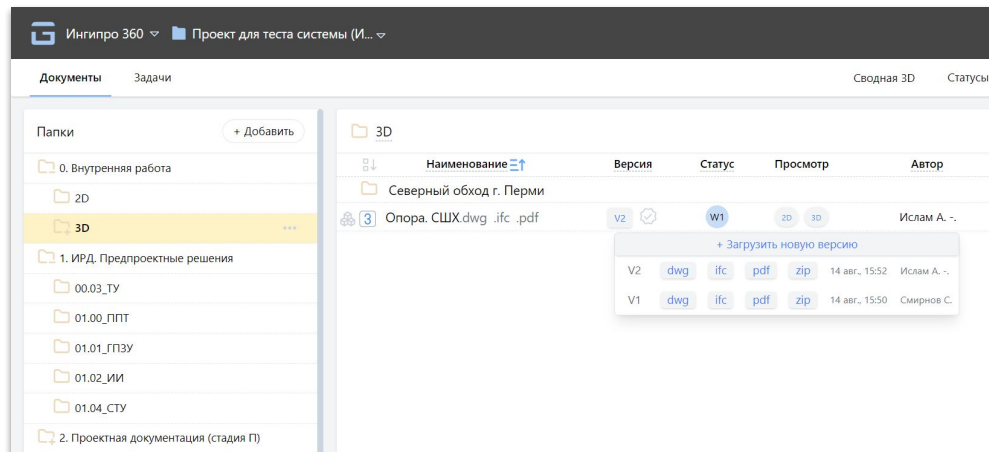 Ингипро 360 Проект для теста системы (И...
Документы Задачи Сводная 3D Статусы
Папки + Добавить
0. Внутренняя работа
2D
3D
1. ИРД. Предпроектные решения
00.03_ТУ
01.00_ППТ
01.01_ГПЗУ
01.02_ИИ
01.04_СТУ
2. Проектная документация (стадия П)
3D
Наименование Версия Статус Просмотр Автор
Северный обход г. Перми
3 Опора. СШХ.dwg .ifc .pdf V2 W1 2D 3D Ислам А. -.
+ Загрузить новую версию
V2 dwg ifc pdf zip 14 авг., 15:52 Ислам А. -.
V1 dwg ifc pdf zip 14 авг., 15:50 Смирнов С.